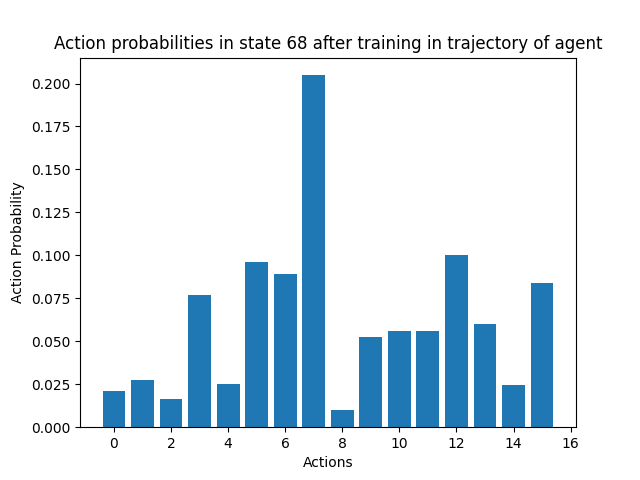 Action probabilities in state 68 after training in trajectory of agent
0.200
0.175
0.150
0.125
0.100
0.075
0.050
0.025
0.000
Action Probability
0 2 4 6 8 10 12 14 16
Actions